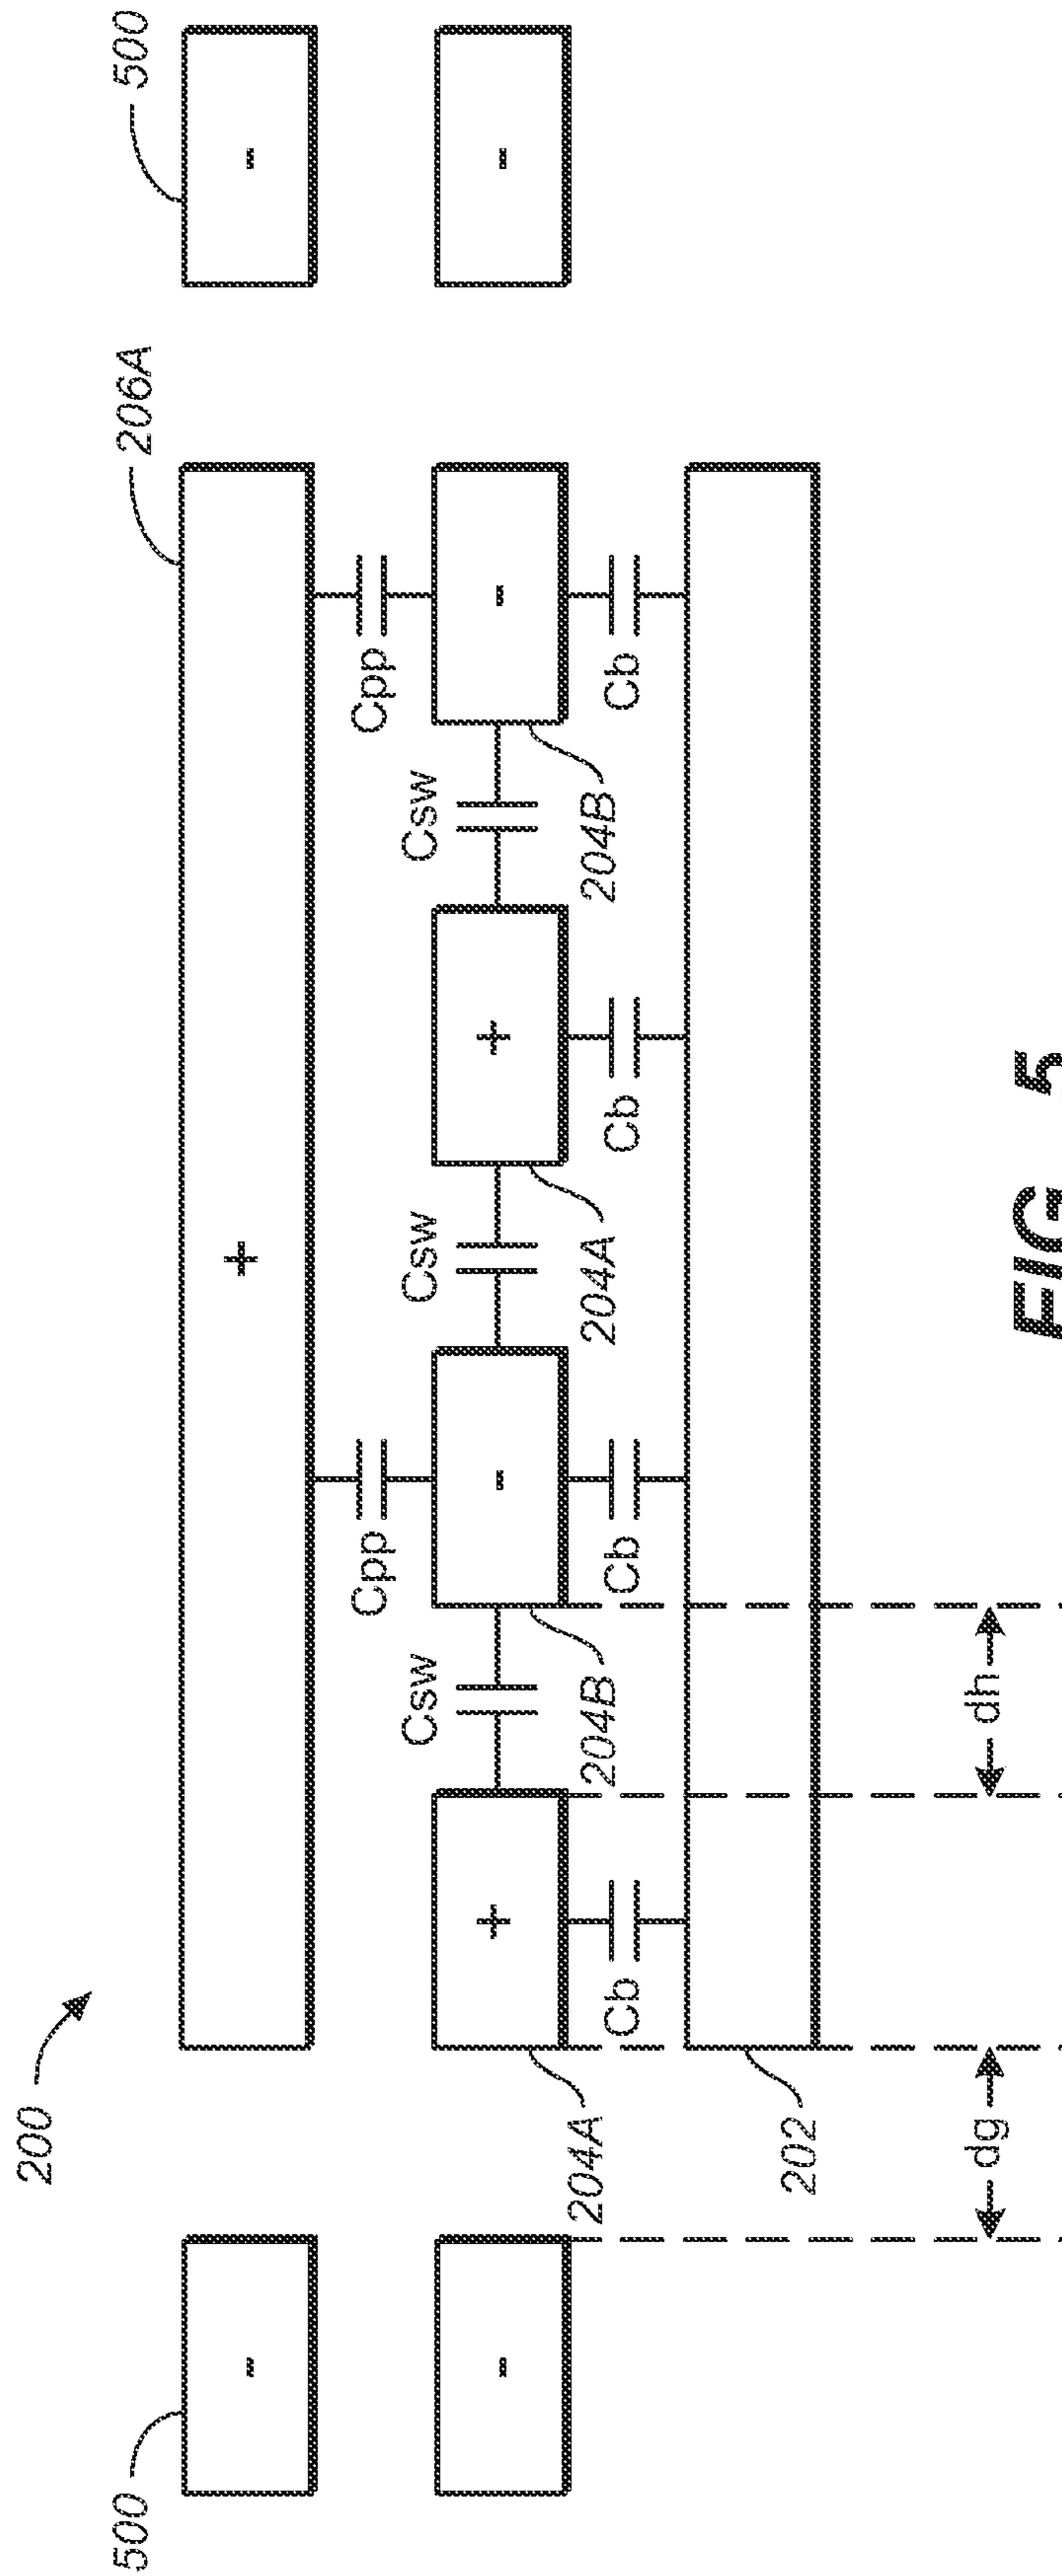 200
500 206A 500
- + -
Cpp Cpp
Csw Csw Csw
- + - + - -
204A Cb 204B Cb 204A Cb 204B Cb
202
dg dh
FIG 5